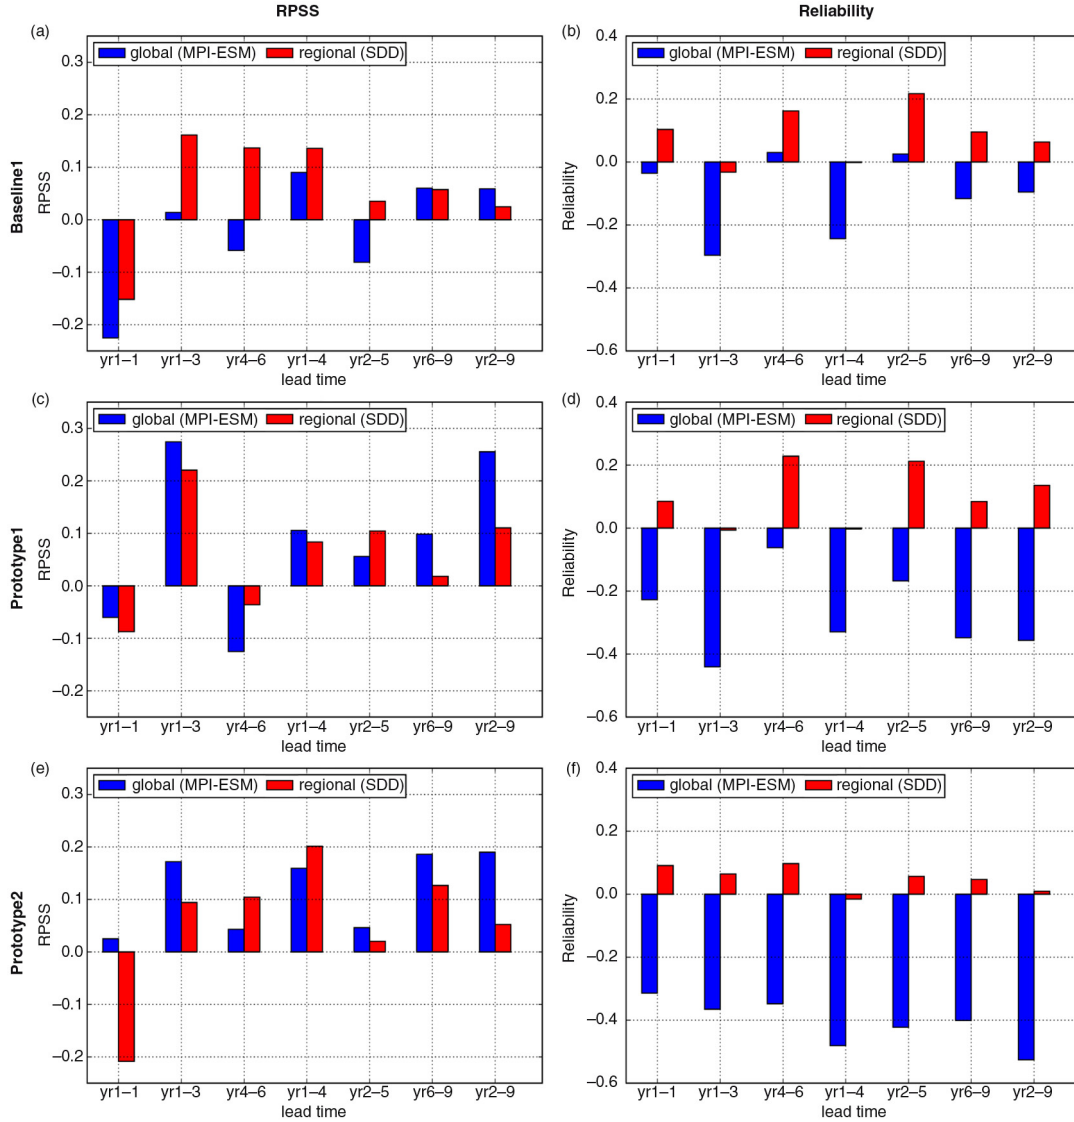 RPSS Reliability
(a) (b)
global (MPI-ESM) regional (SDD)
0.3
0.2
0.1
0.0
−0.1
−0.2
Baseline1
RPSS
yr1–1 yr1–3 yr4–6 yr1–4 yr2–5 yr6–9 yr2–9
lead time
global (MPI-ESM) regional (SDD)
0.4
0.2
0.0
−0.2
−0.4
−0.6
Reliability
yr1–1 yr1–3 yr4–6 yr1–4 yr2–5 yr6–9 yr2–9
lead time
(c) (d)
global (MPI-ESM) regional (SDD)
0.3
0.2
0.1
0.0
−0.1
−0.2
Prototype1
RPSS
yr1–1 yr1–3 yr4–6 yr1–4 yr2–5 yr6–9 yr2–9
lead time
global (MPI-ESM) regional (SDD)
0.4
0.2
0.0
−0.2
−0.4
−0.6
Reliability
yr1–1 yr1–3 yr4–6 yr1–4 yr2–5 yr6–9 yr2–9
lead time
(e) (f)
global (MPI-ESM) regional (SDD)
0.3
0.2
0.1
0.0
−0.1
−0.2
Prototype2
RPSS
yr1–1 yr1–3 yr4–6 yr1–4 yr2–5 yr6–9 yr2–9
lead time
global (MPI-ESM) regional (SDD)
0.4
0.2
0.0
−0.2
−0.4
−0.6
Reliability
yr1–1 yr1–3 yr4–6 yr1–4 yr2–5 yr6–9 yr2–9
lead time